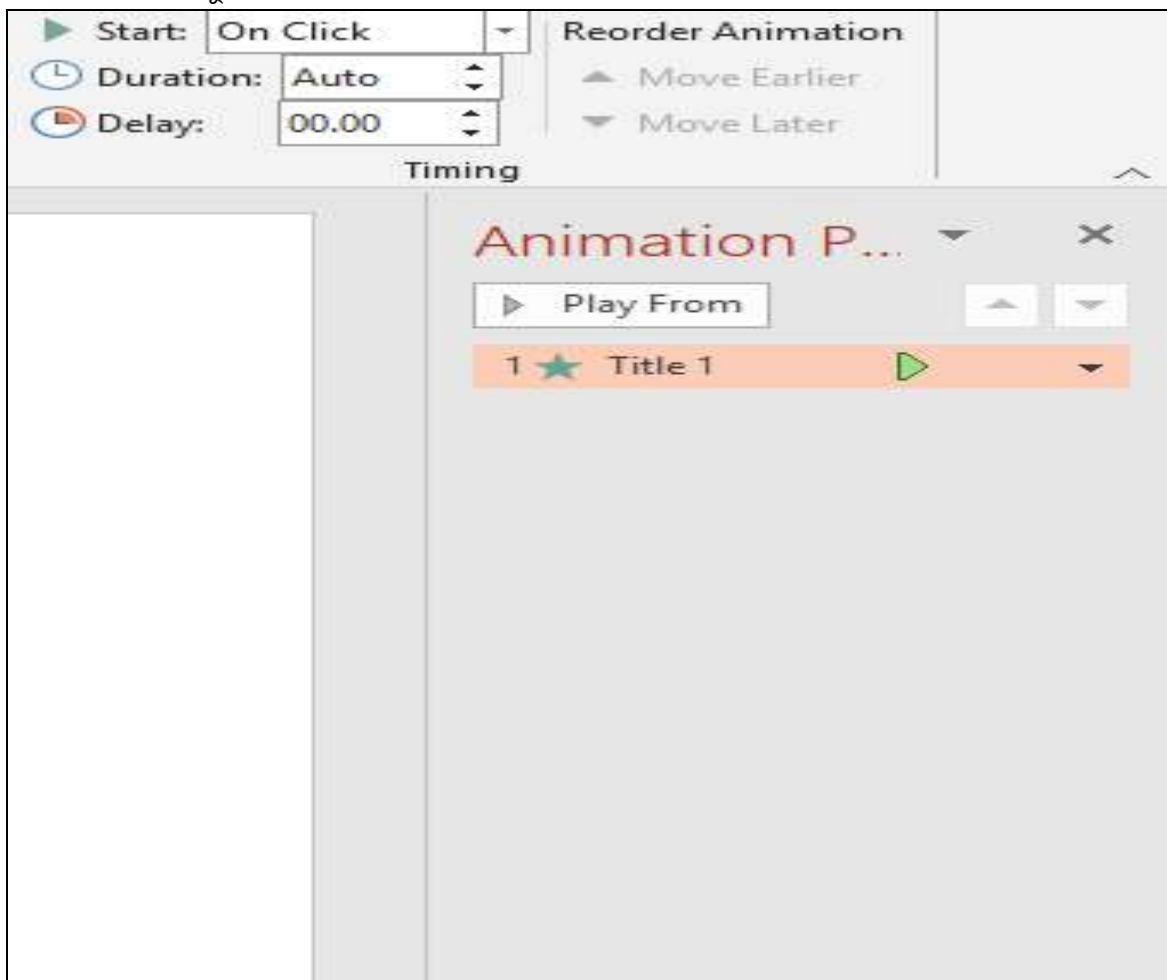 Start: On Click Reorder Animation
Duration: Auto Move Earlier
Delay: 00.00 Move Later
Timing
Animation P...
Play From
1 Title 1